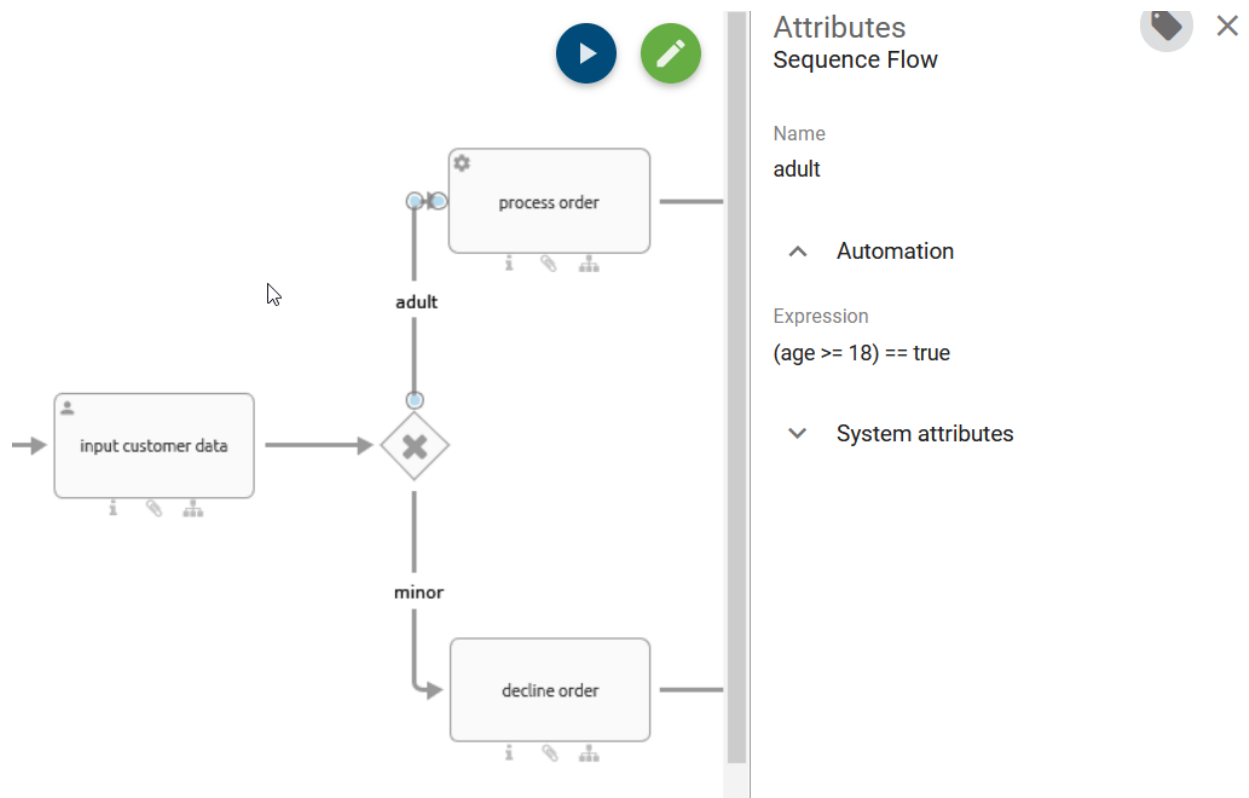 process order
adult
input customer data
minor
decline order
Attributes
Sequence Flow
Name
adult
Automation
Expression
(age >= 18) == true
System attributes